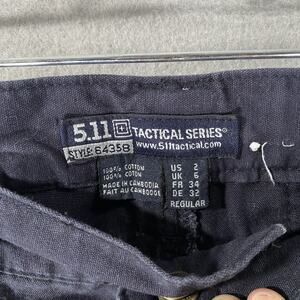 5.11 TACTICAL SERIES®
STYLE: 64358 www.511tactical.com
100% COTTON
100% COTTON
MADE IN CAMBODIA
FAIT AU CAMBODGE
US 2
UK 6
FR 34
DE 32
REGULAR